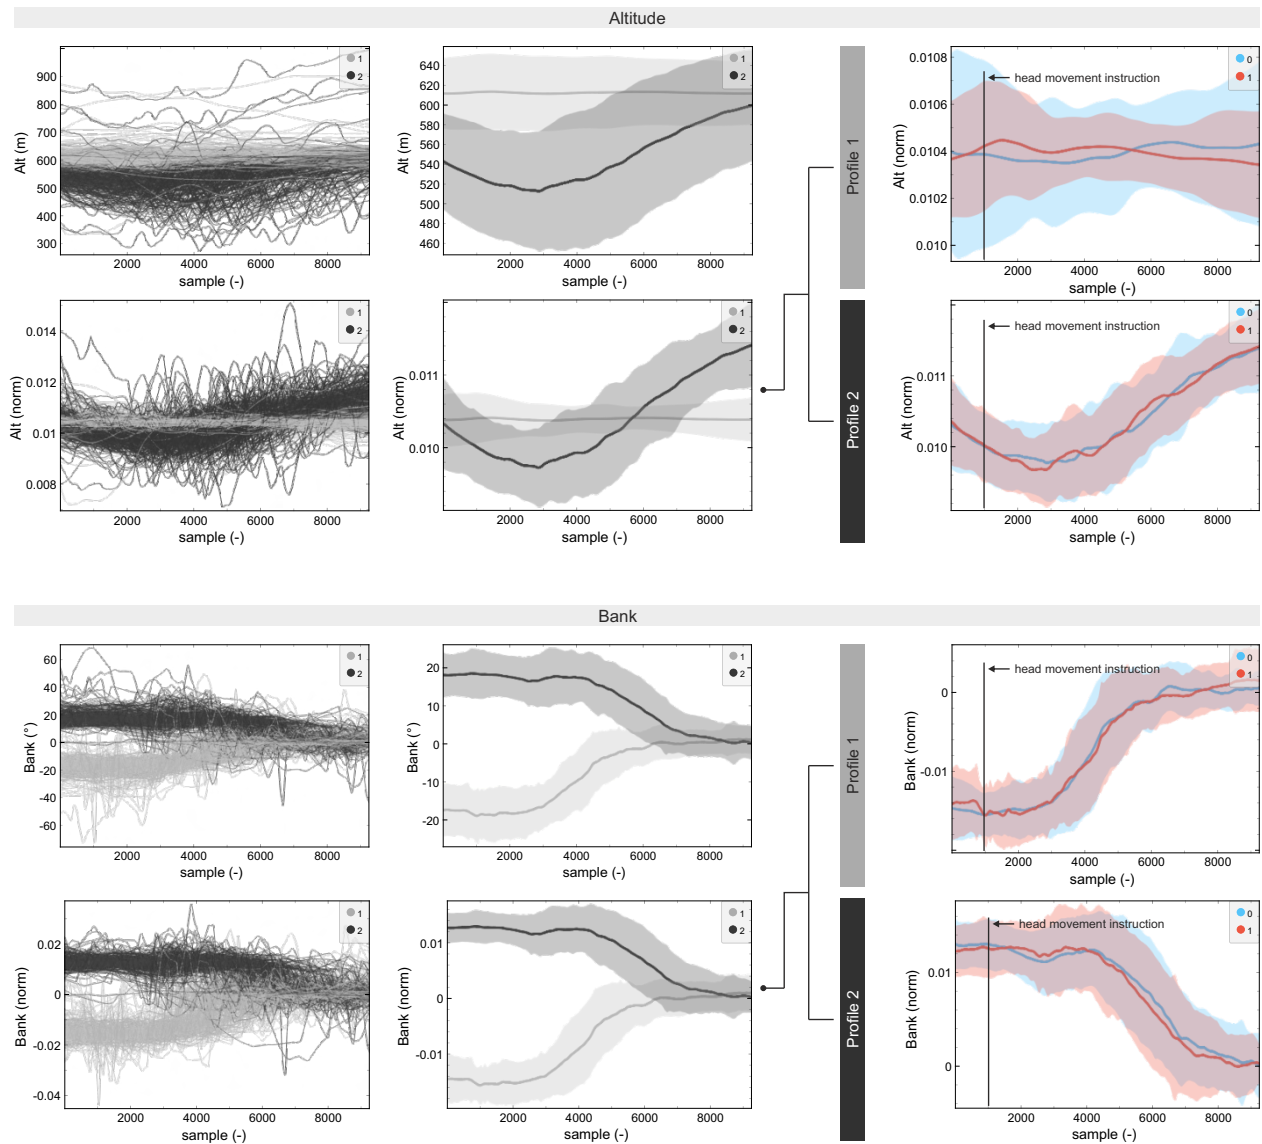 Altitude
900
800
700
600
500
400
300
Alt (m)
2000 4000 6000 8000
sample (-)
1
2
640
620
600
580
560
540
520
500
480
460
Alt (m)
2000 4000 6000 8000
sample (-)
1
2
Profile 1
0.0108
0.0106
0.0104
0.0102
0.010
Alt (norm)
head movement instruction
2000 4000 6000 8000
sample (-)
0
1
0.014
0.012
0.01
0.008
Alt (norm)
2000 4000 6000 8000
sample (-)
1
2
0.011
0.010
Alt (norm)
2000 4000 6000 8000
sample (-)
1
2
Profile 2
0.011
0.010
Alt (norm)
head movement instruction
2000 4000 6000 8000
sample (-)
0
1
Bank
60
40
20
0
-20
-40
-60
Bank (°)
2000 4000 6000 8000
sample (-)
1
2
20
10
0
-10
-20
Bank (°)
2000 4000 6000 8000
sample (-)
1
2
Profile 1
0
-0.01
Bank (norm)
head movement instruction
2000 4000 6000 8000
sample (-)
0
1
0.02
0
-0.02
-0.04
Bank (norm)
2000 4000 6000 8000
sample (-)
1
2
0.01
0
-0.01
Bank (norm)
2000 4000 6000 8000
sample (-)
1
2
Profile 2
0.01
0
Bank (norm)
head movement instruction
2000 4000 6000 8000
sample (-)
0
1